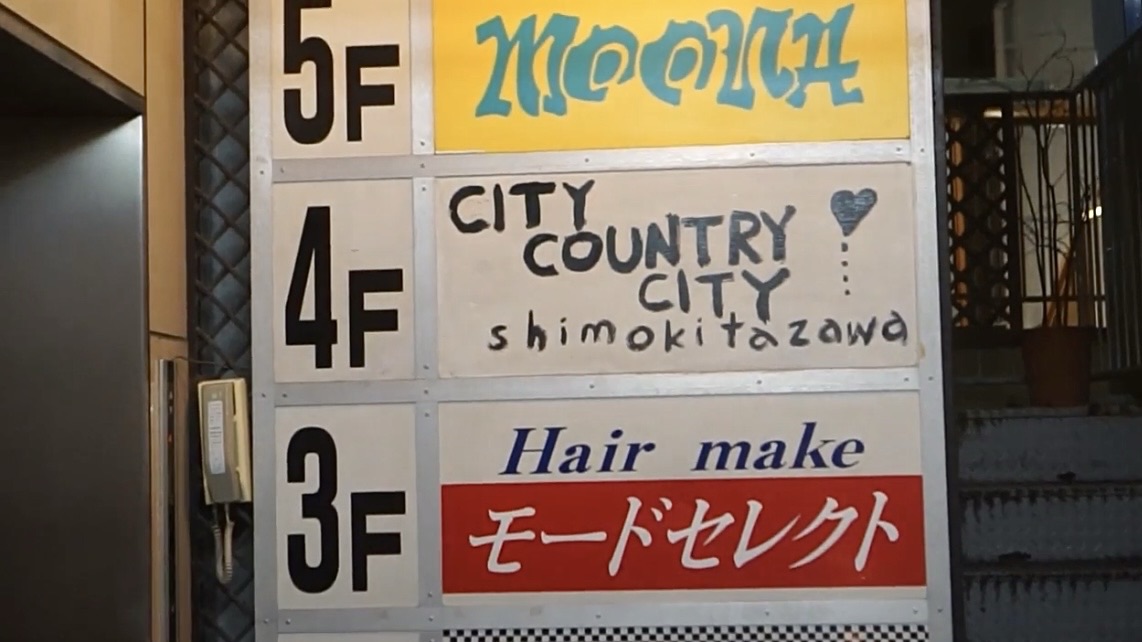 5F
MOONA
4F
CITY
COUNTRY
CITY
shimokitazawa
3F
Hair make
モードセレクト